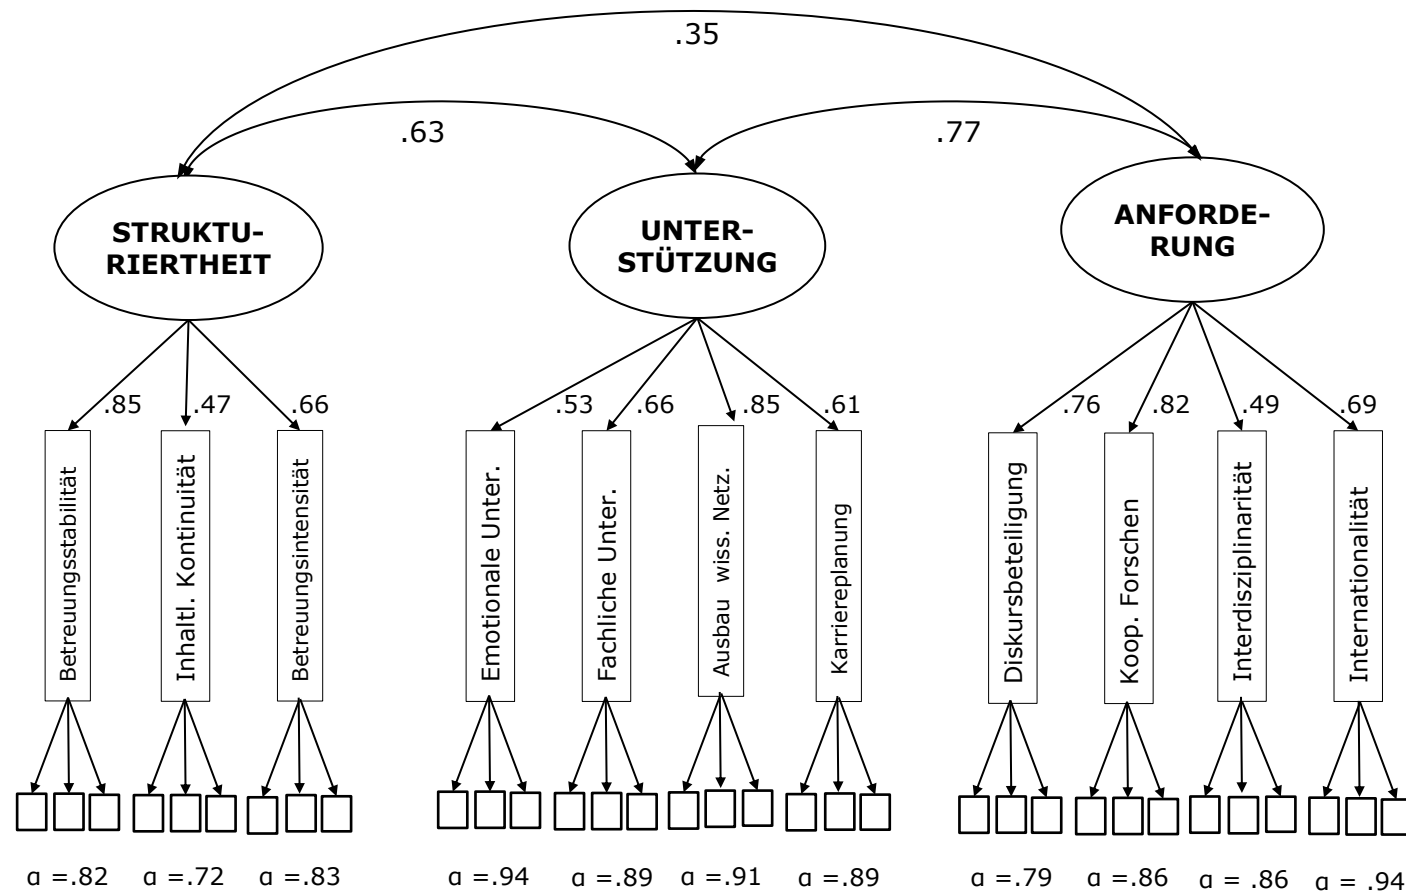 .35
.63
.77
STRUKTU-
RIERTHEIT
UNTER-
STÜTZUNG
ANFORDE-
RUNG
.85
.47
.66
.53
.66
.85
.61
.76
.82
.49
.69
Betreuungsstabilität
Inhaltl. Kontinuität
Betreuungsintensität
Emotionale Unter.
Fachliche Unter.
Ausbau wiss. Netz.
Karriereplanung
Diskursbeteiligung
Koop. Forschen
Interdisziplinarität
Internationalität
α =.82
α =.72
α =.83
α =.94
α =.89
α =.91
α =.89
α =.79
α =.86
α =.86
α =.94